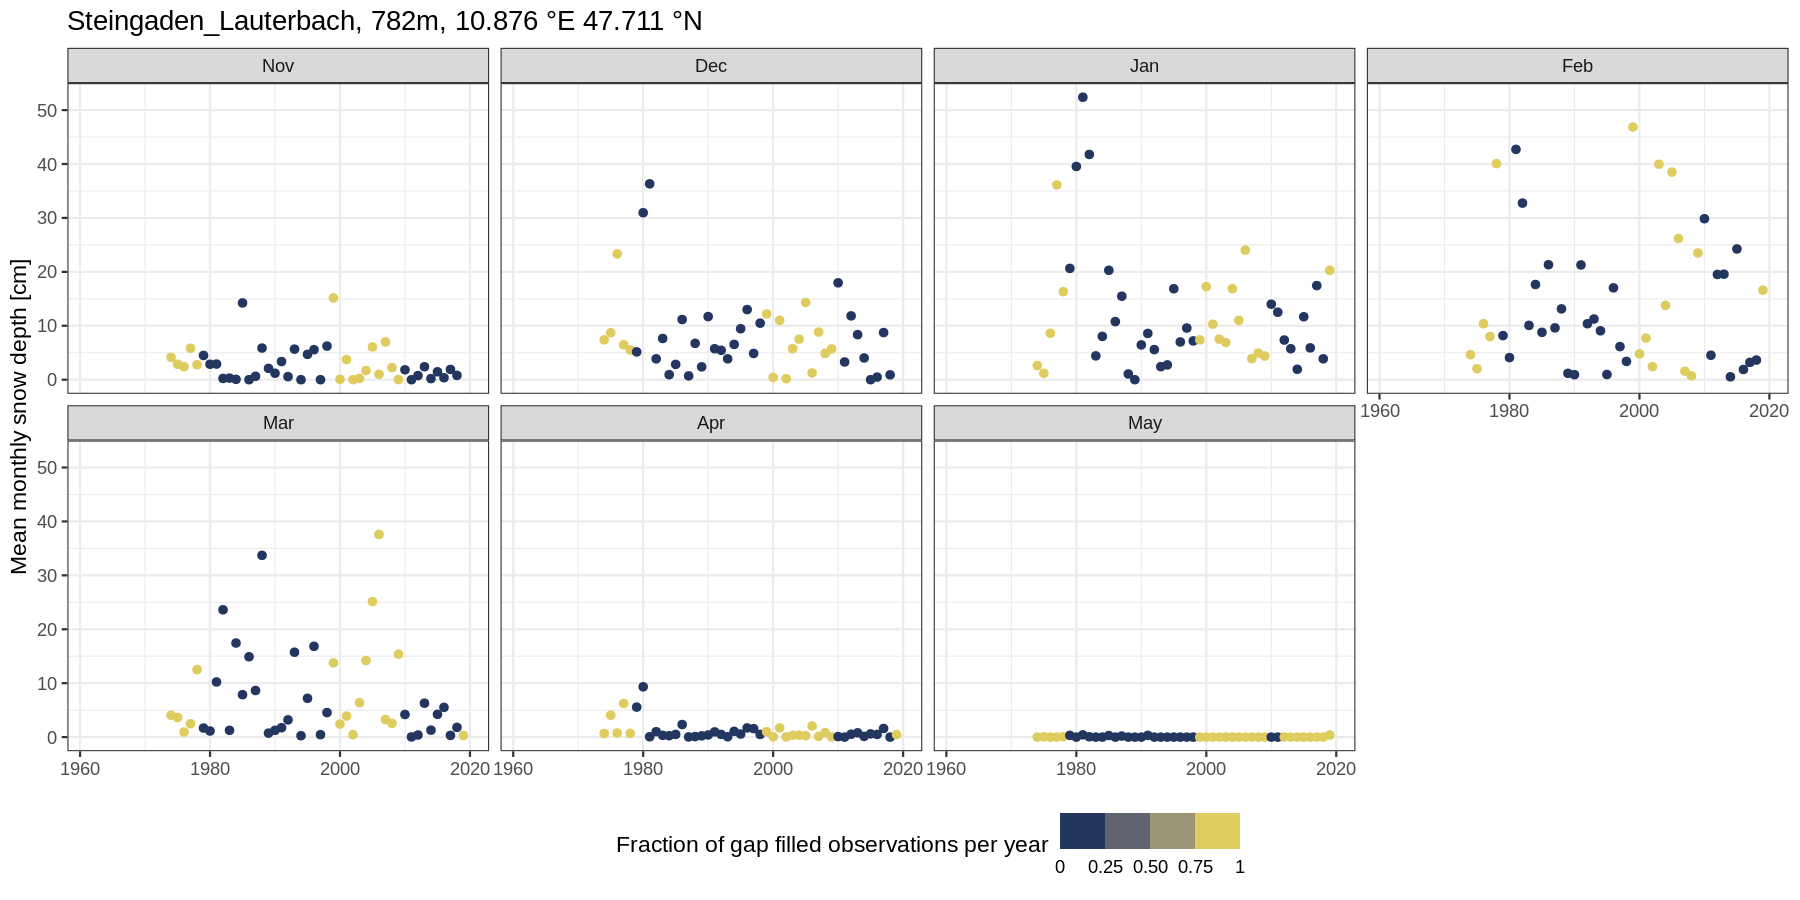 Steingaden_Lauterbach, 782m, 10.876 °E 47.711 °N
Nov Dec Jan Feb
50
40
30
20
10
0
1960 1980 2000 2020
Mean monthly snow depth [cm]
Mar Apr May
50
40
30
20
10
0
1960 1980 2000 2020 1960 1980 2000 2020 1960 1980 2000 2020
Fraction of gap filled observations per year
0 0.25 0.50 0.75 1